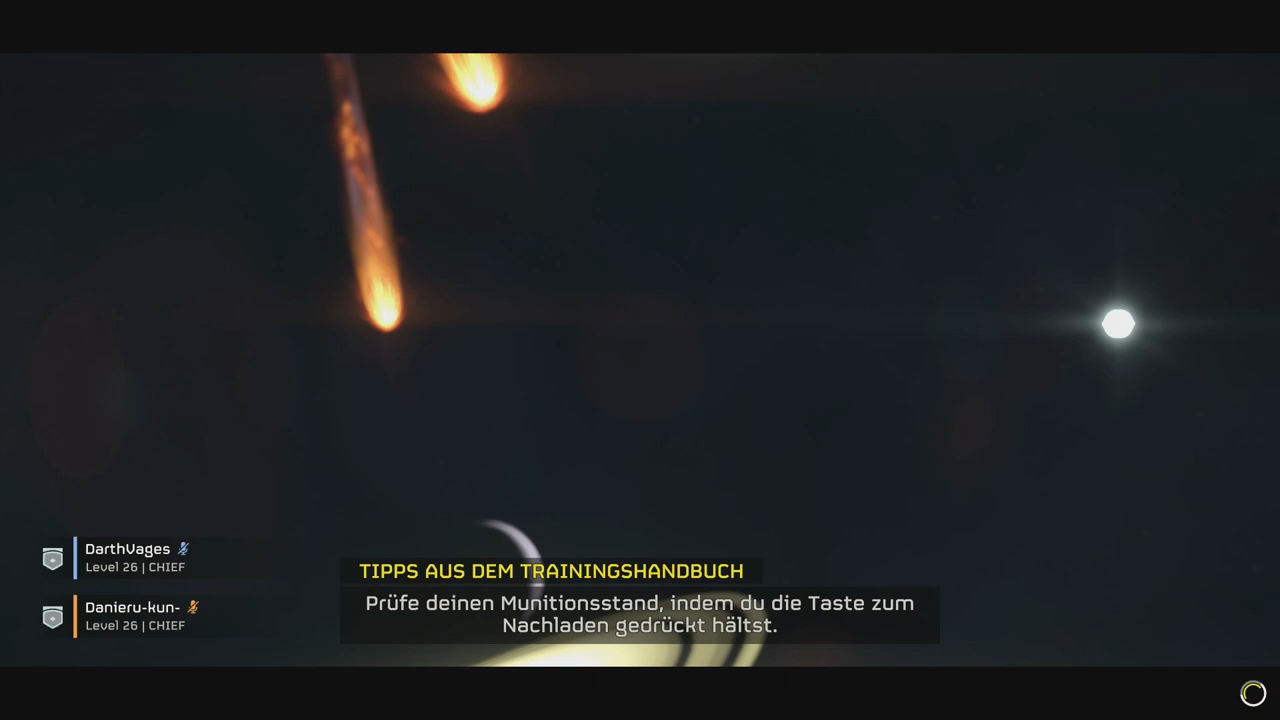 DarthVages
Level 26 | CHIEF
Danieru-kun-
Level 26 | CHIEF
TIPPS AUS DEM TRAININGSHANDBUCH
Prüfe deinen Munitionsstand, indem du die Taste zum
Nachladen gedrückt hältst.